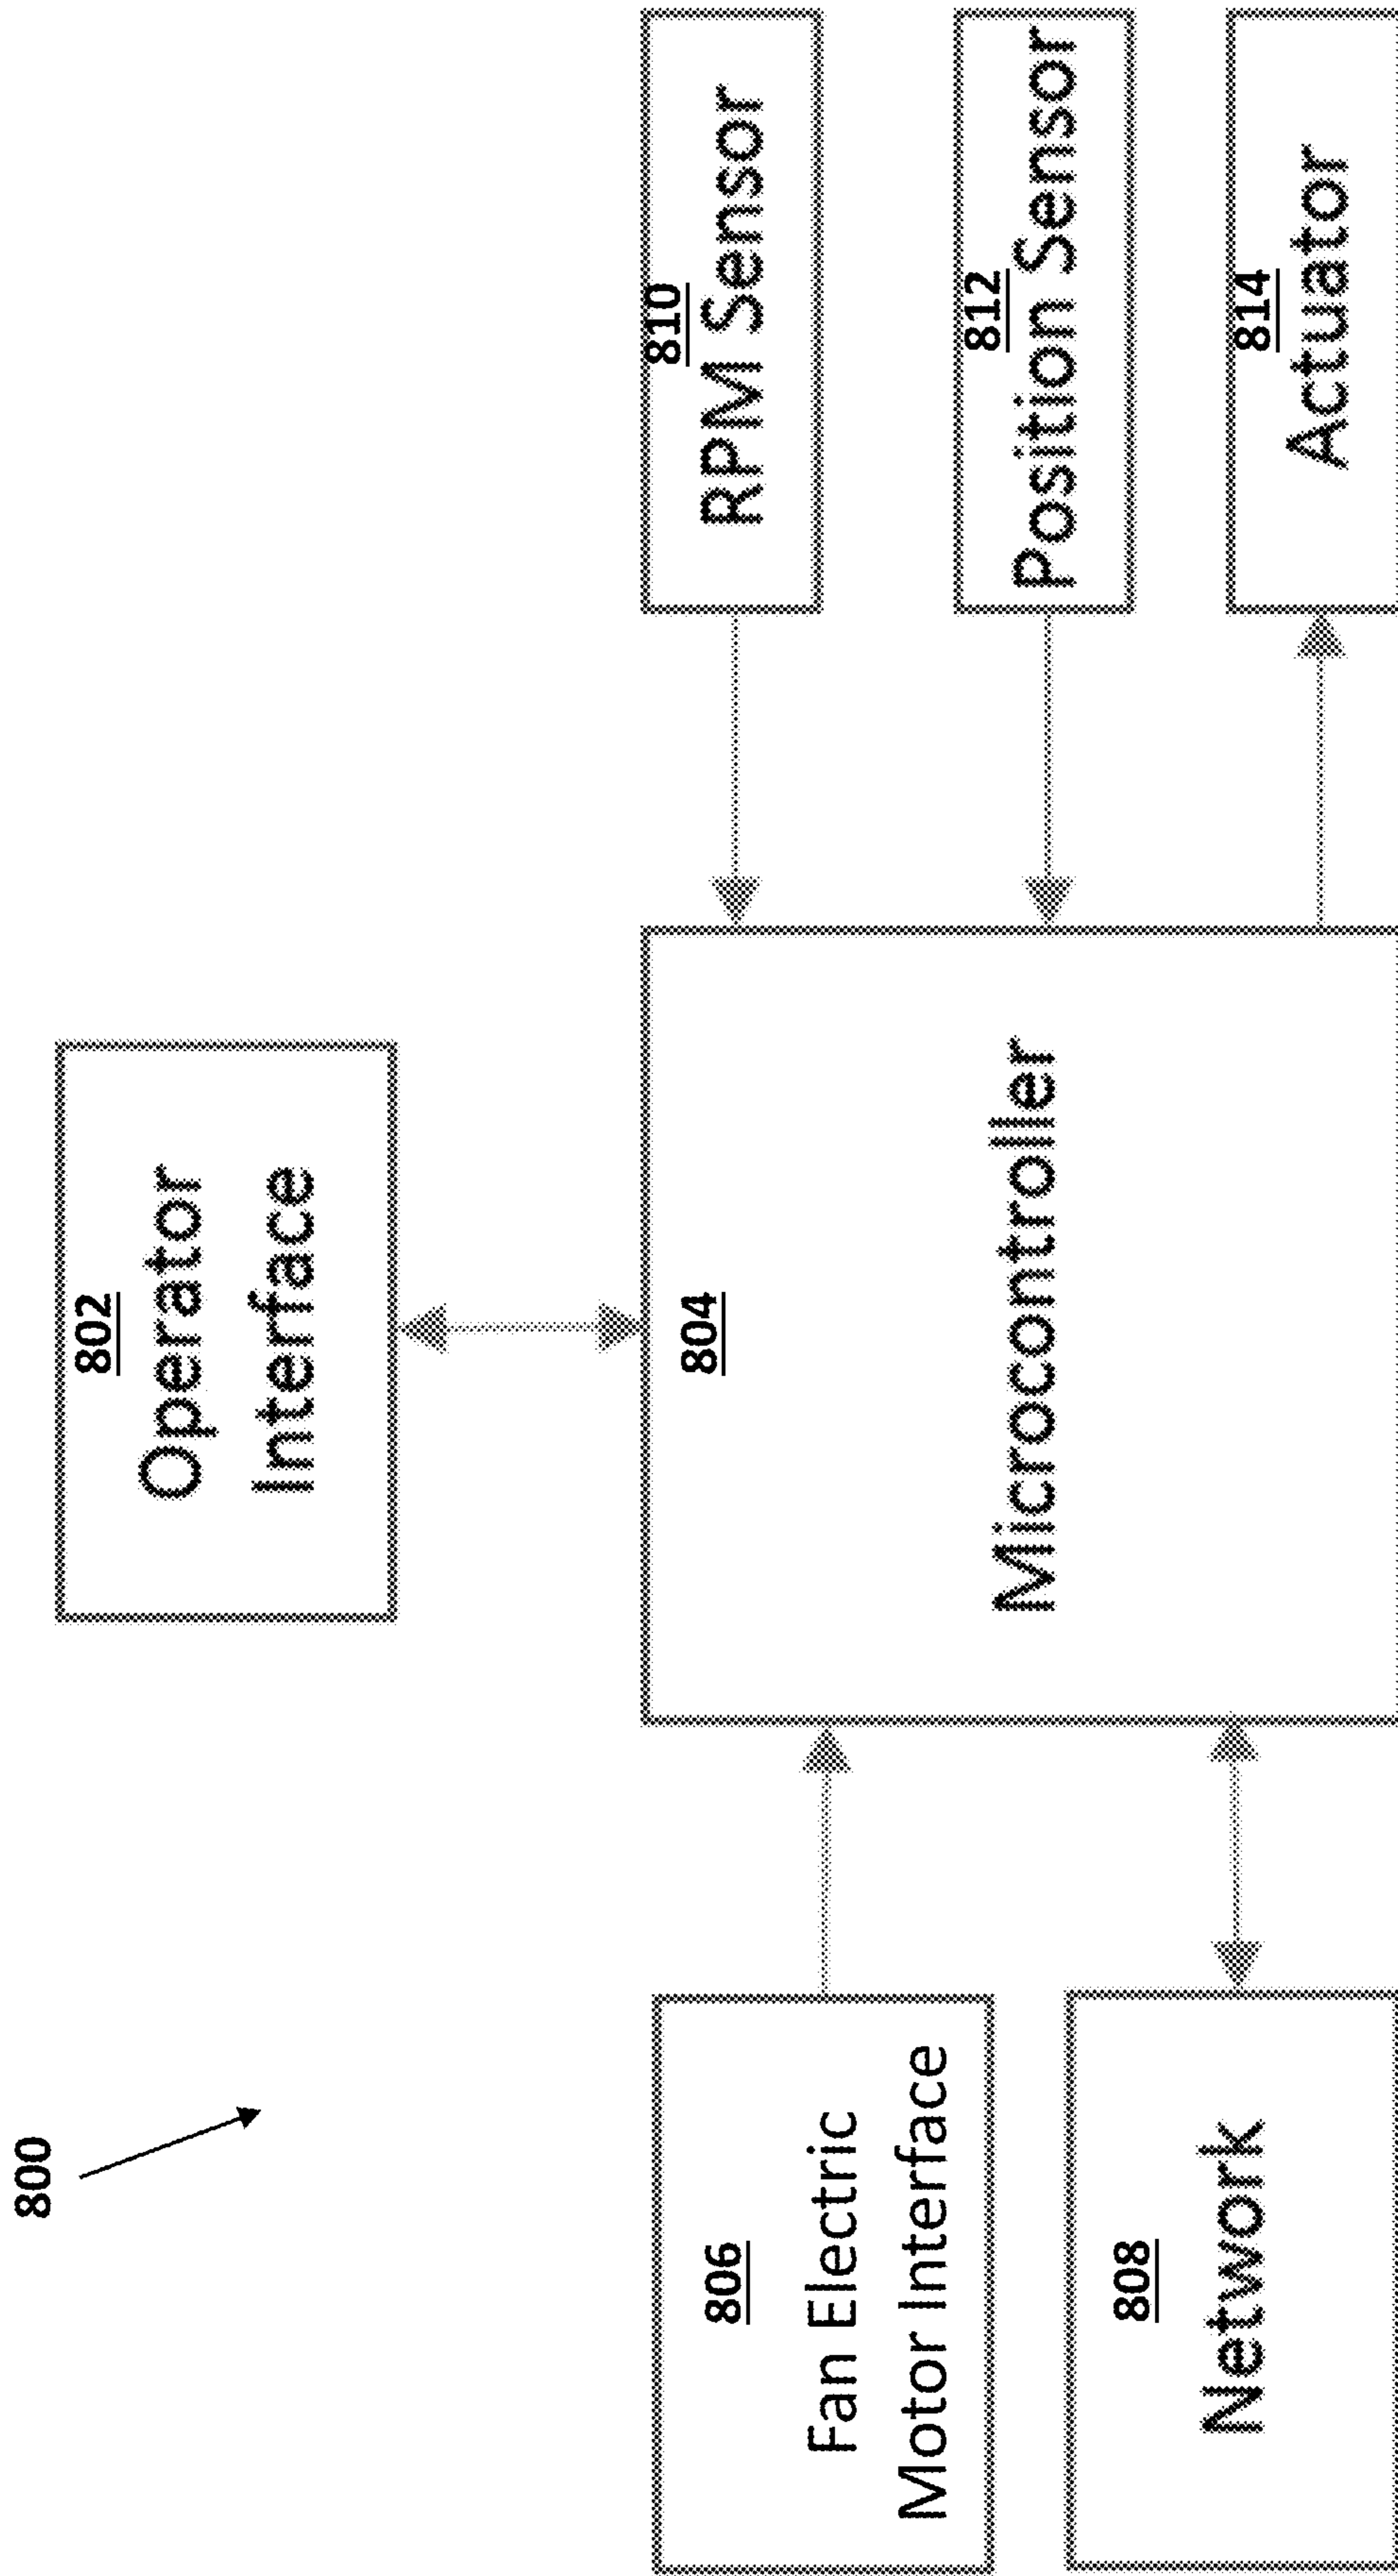 800
802
Operator
Interface
806
Fan Electric
Motor Interface
804
Microcontroller
810
RPM Sensor
808
Network
812
Position Sensor
814
Actuator